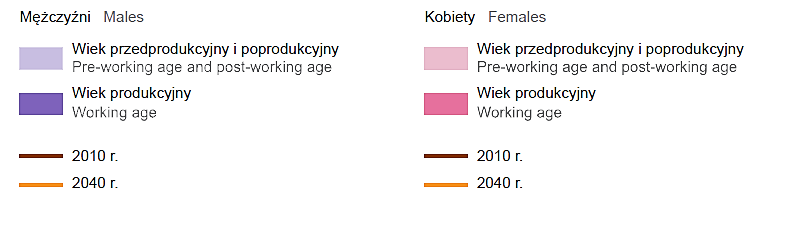 Mężczyźni Males
Wiek przedprodukcyjny i poprodukcyjny
Pre-working age and post-working age
Wiek produkcyjny
Working age
2010 r.
2040 r.
Kobiety Females
Wiek przedprodukcyjny i poprodukcyjny
Pre-working age and post-working age
Wiek produkcyjny
Working age
2010 r.
2040 r.